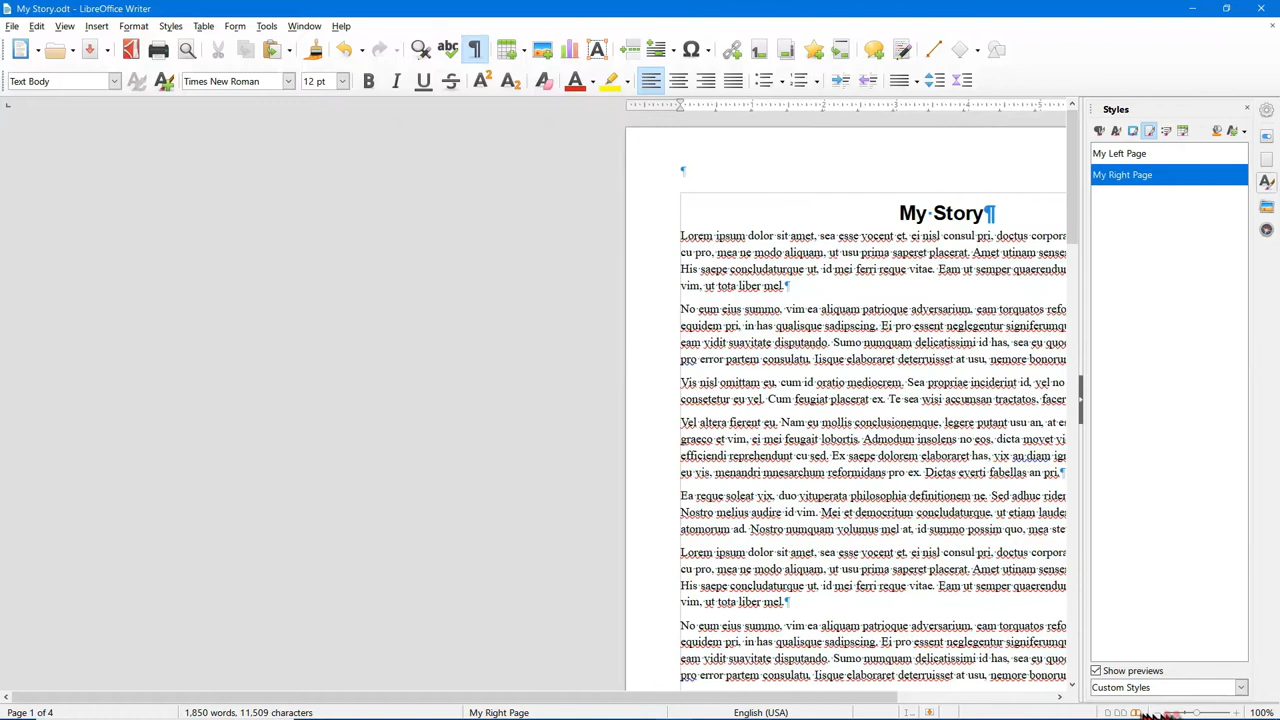 My Story.odt - LibreOffice Writer
File Edit View Insert Format Styles Table Form Tools Window Help
Text Body
Times New Roman
12 pt
Styles
My Left Page
My Right Page
¶
My·Story¶
Lorem ipsum dolor sit amet, sea esse vocent et, ei nisl consul pri, doctus corpora
cu pro, mea ne modo aliquam, ut usu prima saperet placerat. Amet utinam senser
His saepe concludaturque ut, id mei ferri reque vitae. Eam ut semper quaerendur
vim, ut tota liber mel.¶
No eum eius summo, vim ea aliquam patrioque adversarium, eam torquatos refo
equidem pri, in has qualisque sadipscing. Ei pro essent neglegentur signiferumq
eam vidit suavitate disputando. Sumo numquam delicatissimi id has, sea eu quoc
pro error partem consulatu. Iisque elaboraret deterruisset at usu, nemore bonorur
Vis nisl omittam eu, cum id oratio mediocrem. Sea propriae inciderint id, vel no
consetetur eu vel. Cum feugiat placerat ex. Te sea wisi accumsan tractatos, facer
Vel altera fierent eu. Nam eu mollis conclusionemque, legere putant usu an, at es
graeco et vim, ei mei feugait lobortis. Admodum insolens no eos, dicta movet vi
efficiendi reprehendunt cu sed. Ex saepe dolorem elaboraret has, vix an diam ign
eu vis, menandri mnesarchum reformidans pro ex. Dictas everti fabellas an pri.¶
Ea reque soleat vix, duo vituperata philosophia definitionem ne. Sed adhuc rider
Nostro melius audire id vim. Mei et democritum concludaturque, ut etiam laudem
atomorum ad. Nostro numquam volumus mel at, id summo possim quo, mea ste
Lorem ipsum dolor sit amet, sea esse vocent et, ei nisl consul pri, doctus corpora
cu pro, mea ne modo aliquam, ut usu prima saperet placerat. Amet utinam senser
His saepe concludaturque ut, id mei ferri reque vitae. Eam ut semper quaerendur
vim, ut tota liber mel.¶
No eum eius summo, vim ea aliquam patrioque adversarium, eam torquatos refo
equidem pri, in has qualisque sadipscing. Ei pro essent neglegentur signiferumq
eam vidit suavitate disputando. Sumo numquam delicatissimi id has, sea eu quoc
pro error partem consulatu. Iisque elaboraret deterruisset at usu, nemore bonorur
Show previews
Custom Styles
Page 1 of 4
1,850 words, 11,509 characters
My Right Page
English (USA)
100%